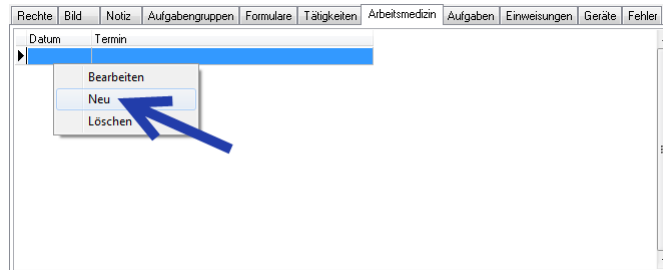 Rechte Bild Notiz Aufgabengruppen Formulare Tätigkeiten Arbeitsmedizin Aufgaben Einweisungen Geräte Fehler
Datum Termin
Bearbeiten
Neu
Löschen